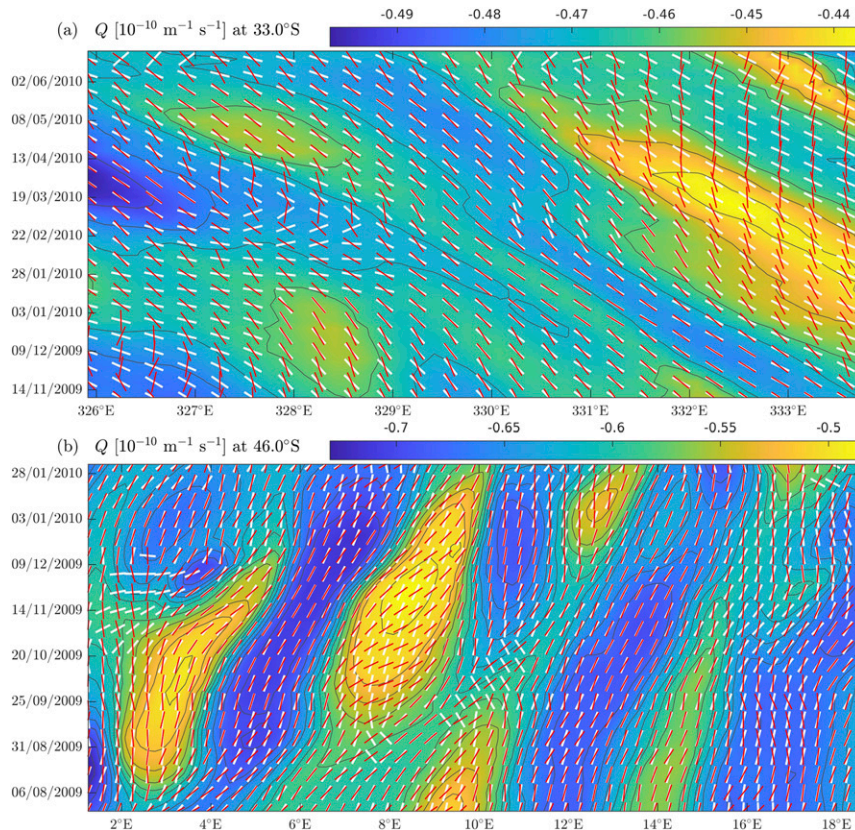 -0.49 -0.48 -0.47 -0.46 -0.45 -0.44
(a) Q [10⁻¹⁰ m⁻¹ s⁻¹] at 33.0°S
02/06/2010
08/05/2010
13/04/2010
19/03/2010
22/02/2010
28/01/2010
03/01/2010
09/12/2009
14/11/2009
326°E 327°E 328°E 329°E 330°E 331°E 332°E 333°E
-0.7 -0.65 -0.6 -0.55 -0.5
(b) Q [10⁻¹⁰ m⁻¹ s⁻¹] at 46.0°S
28/01/2010
03/01/2010
09/12/2009
14/11/2009
20/10/2009
25/09/2009
31/08/2009
06/08/2009
2°E 4°E 6°E 8°E 10°E 12°E 14°E 16°E 18°E